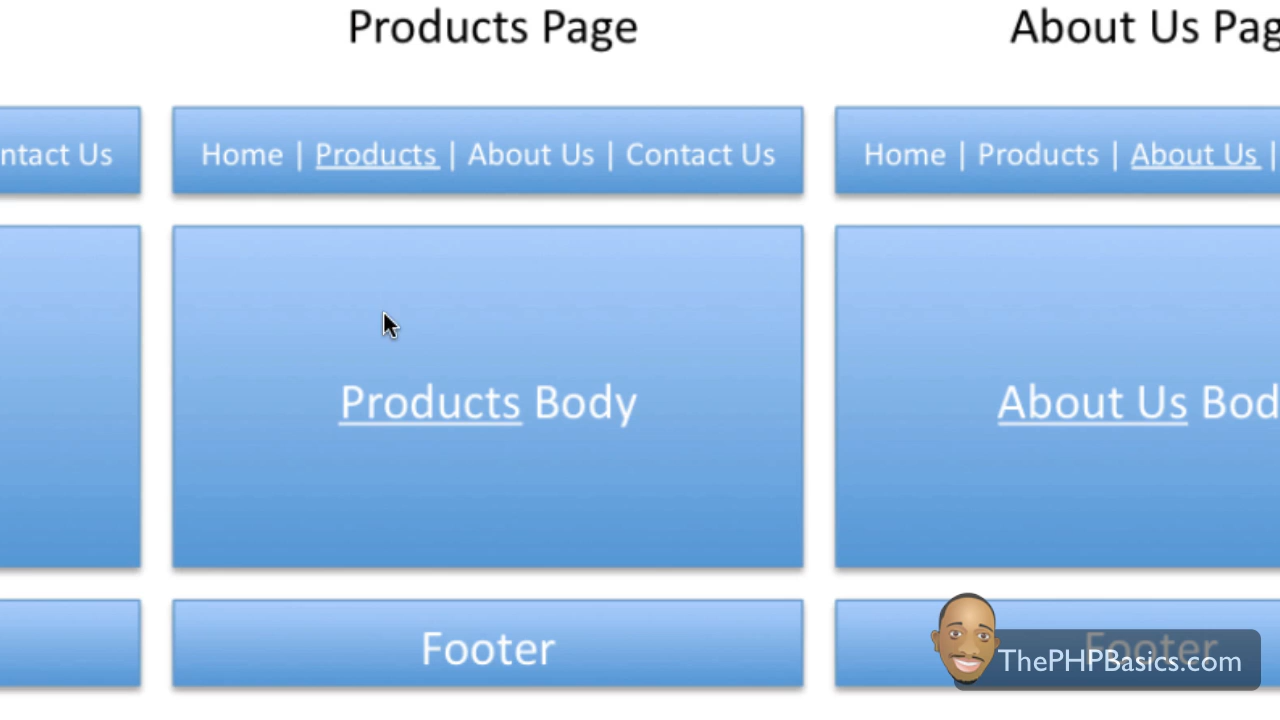 Products Page
About Us Pag
ntact Us
Home | Products | About Us | Contact Us
Home | Products | About Us |
Products Body
About Us Bod
Footer
Footer
ThePHPBasics.com